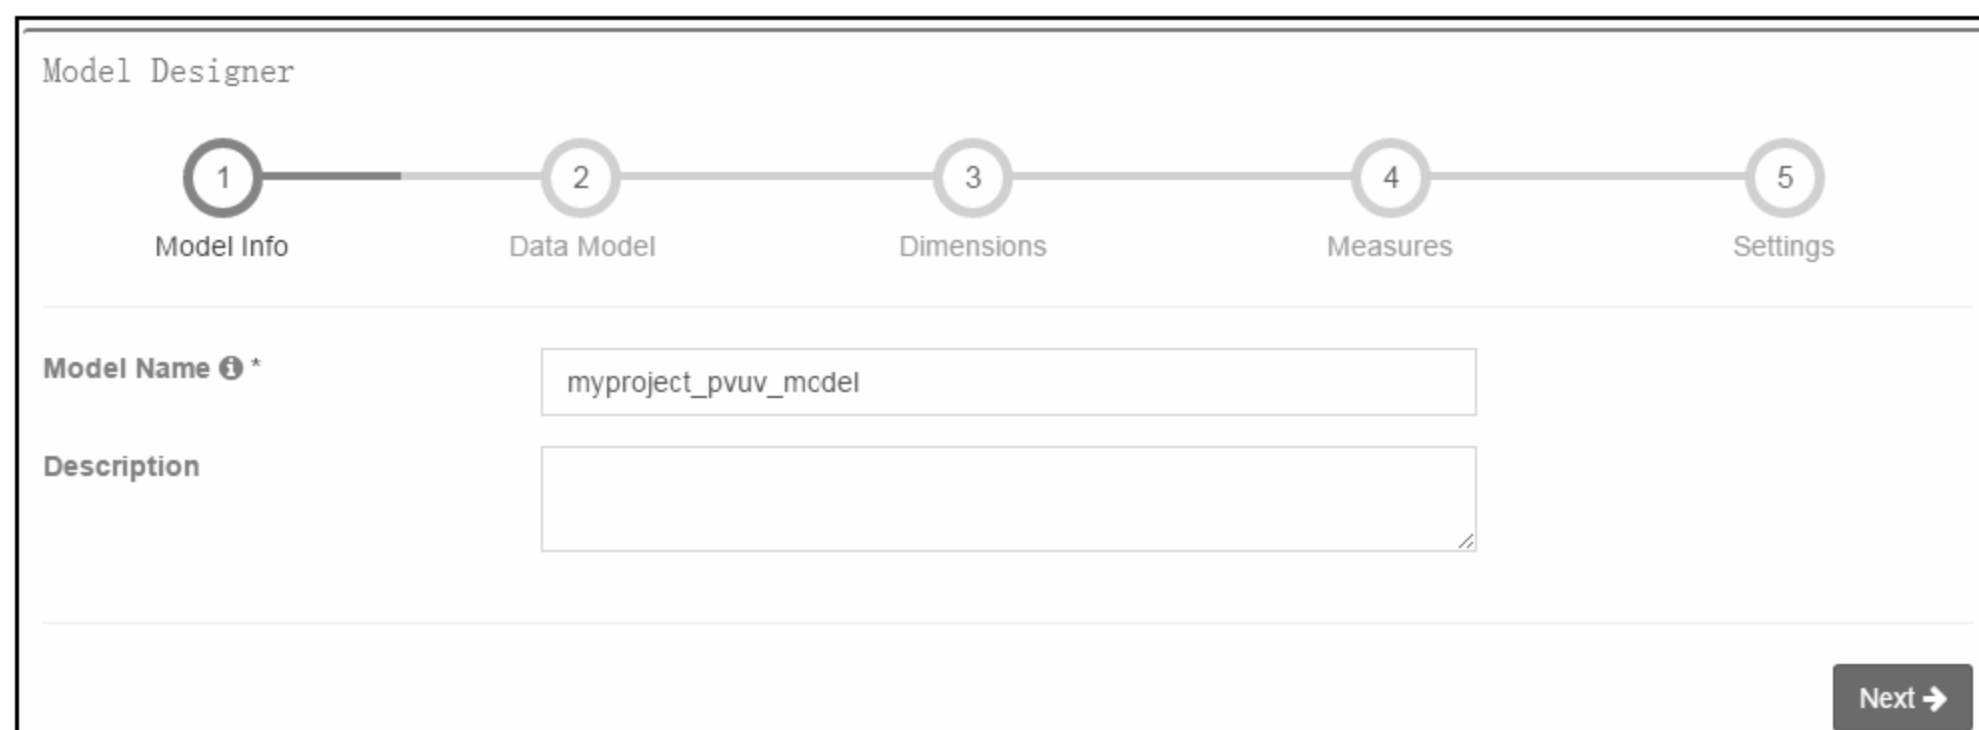 Model Designer
1 2 3 4 5
Model Info Data Model Dimensions Measures Settings
Model Name *
myproject_pvuv_mcdel
Description
Next